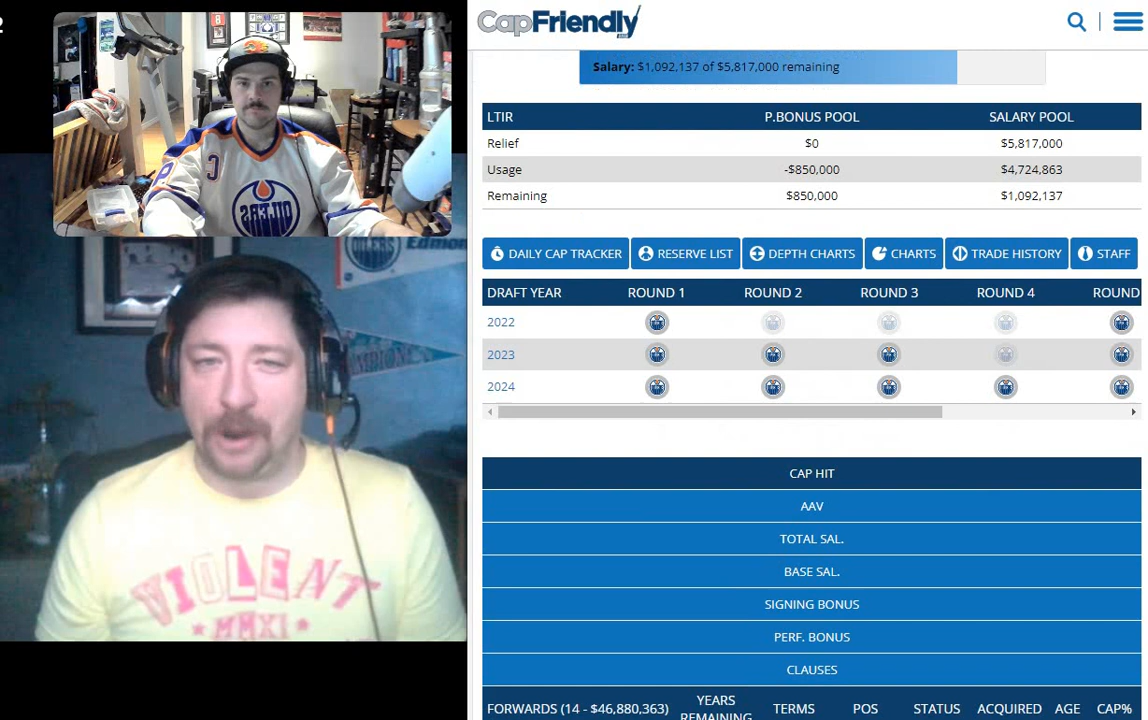 CapFriendly
Salary: $1,092,137 of $5,817,000 remaining
LTIR P.BONUS POOL SALARY POOL
Relief $0 $5,817,000
Usage -$850,000 $4,724,863
Remaining $850,000 $1,092,137
DAILY CAP TRACKER RESERVE LIST DEPTH CHARTS CHARTS TRADE HISTORY STAFF
DRAFT YEAR ROUND 1 ROUND 2 ROUND 3 ROUND 4 ROUND
2022
2023
2024
CAP HIT
AAV
TOTAL SAL.
BASE SAL.
SIGNING BONUS
PERF. BONUS
CLAUSES
FORWARDS (14 - $46,880,363) YEARS REMAINING TERMS POS STATUS ACQUIRED AGE CAP%
OILERS
C
OILERS
Edmon
VIOLENT
★ MMXI ★